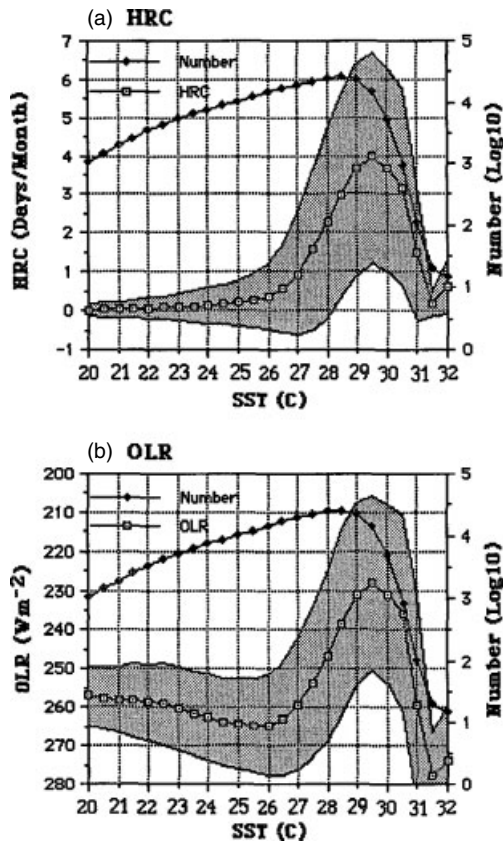 (a) HRC
Number
HRC
7
6
5
4
3
2
1
0
-1
HRC (Days/Month)
5
4
3
2
1
0
Number (Log10)
20 21 22 23 24 25 26 27 28 29 30 31 32
SST (C)
(b) OLR
Number
OLR
200
210
220
230
240
250
260
270
280
OLR (Wm-2)
5
4
3
2
1
0
Number (Log10)
20 21 22 23 24 25 26 27 28 29 30 31 32
SST (C)